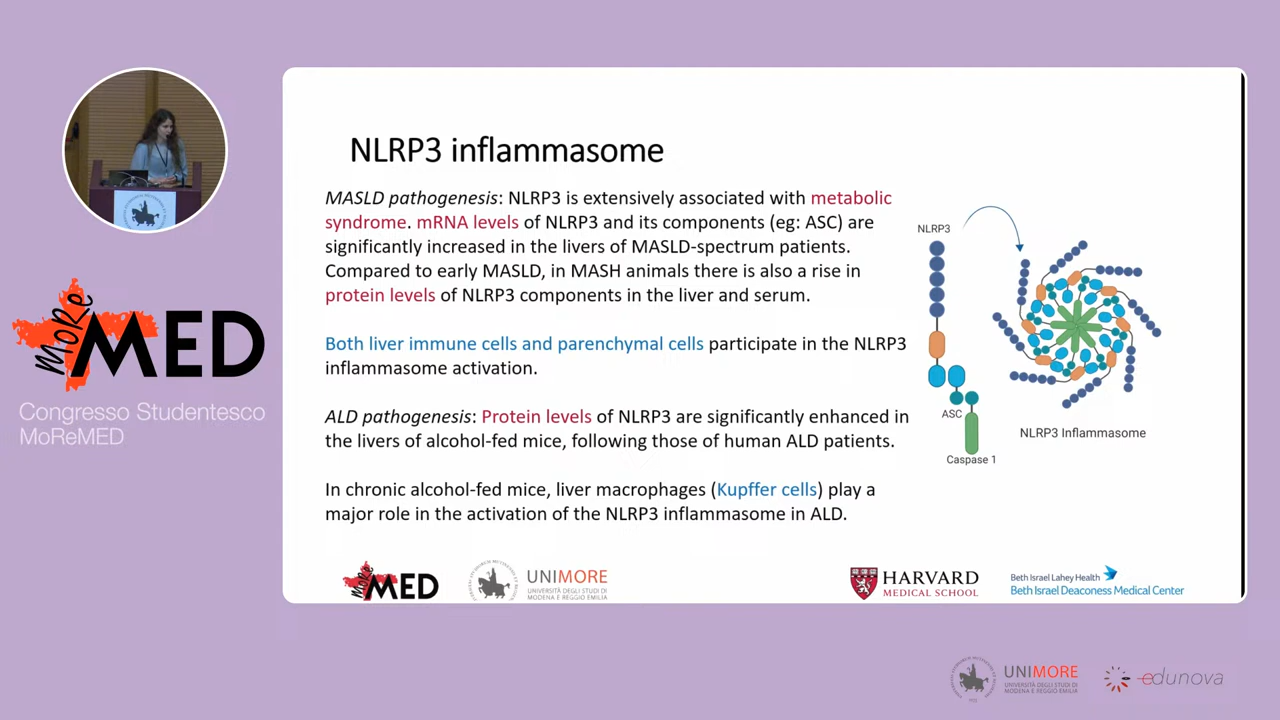 NLRP3 inflammasome
MASLD pathogenesis: NLRP3 is extensively associated with metabolic
syndrome. mRNA levels of NLRP3 and its components (eg: ASC) are
significantly increased in the livers of MASLD-spectrum patients.
Compared to early MASLD, in MASH animals there is also a rise in
protein levels of NLRP3 components in the liver and serum.
Both liver immune cells and parenchymal cells participate in the NLRP3
inflammasome activation.
ALD pathogenesis: Protein levels of NLRP3 are significantly enhanced in
the livers of alcohol-fed mice, following those of human ALD patients.
In chronic alcohol-fed mice, liver macrophages (Kupffer cells) play a
major role in the activation of the NLRP3 inflammasome in ALD.
NLRP3
ASC
Caspase 1
NLRP3 Inflammasome
MoRe
MED
Congresso Studentesco
MoReMED
MoRe
MED
UNIMORE
UNIVERSITÀ DEGLI STUDI DI
MODENA E REGGIO EMILIA
HARVARD
MEDICAL SCHOOL
Beth Israel Lahey Health
Beth Israel Deaconess Medical Center
UNIMORE
UNIVERSITÀ DEGLI STUDI DI
MODENA E REGGIO EMILIA
edunova